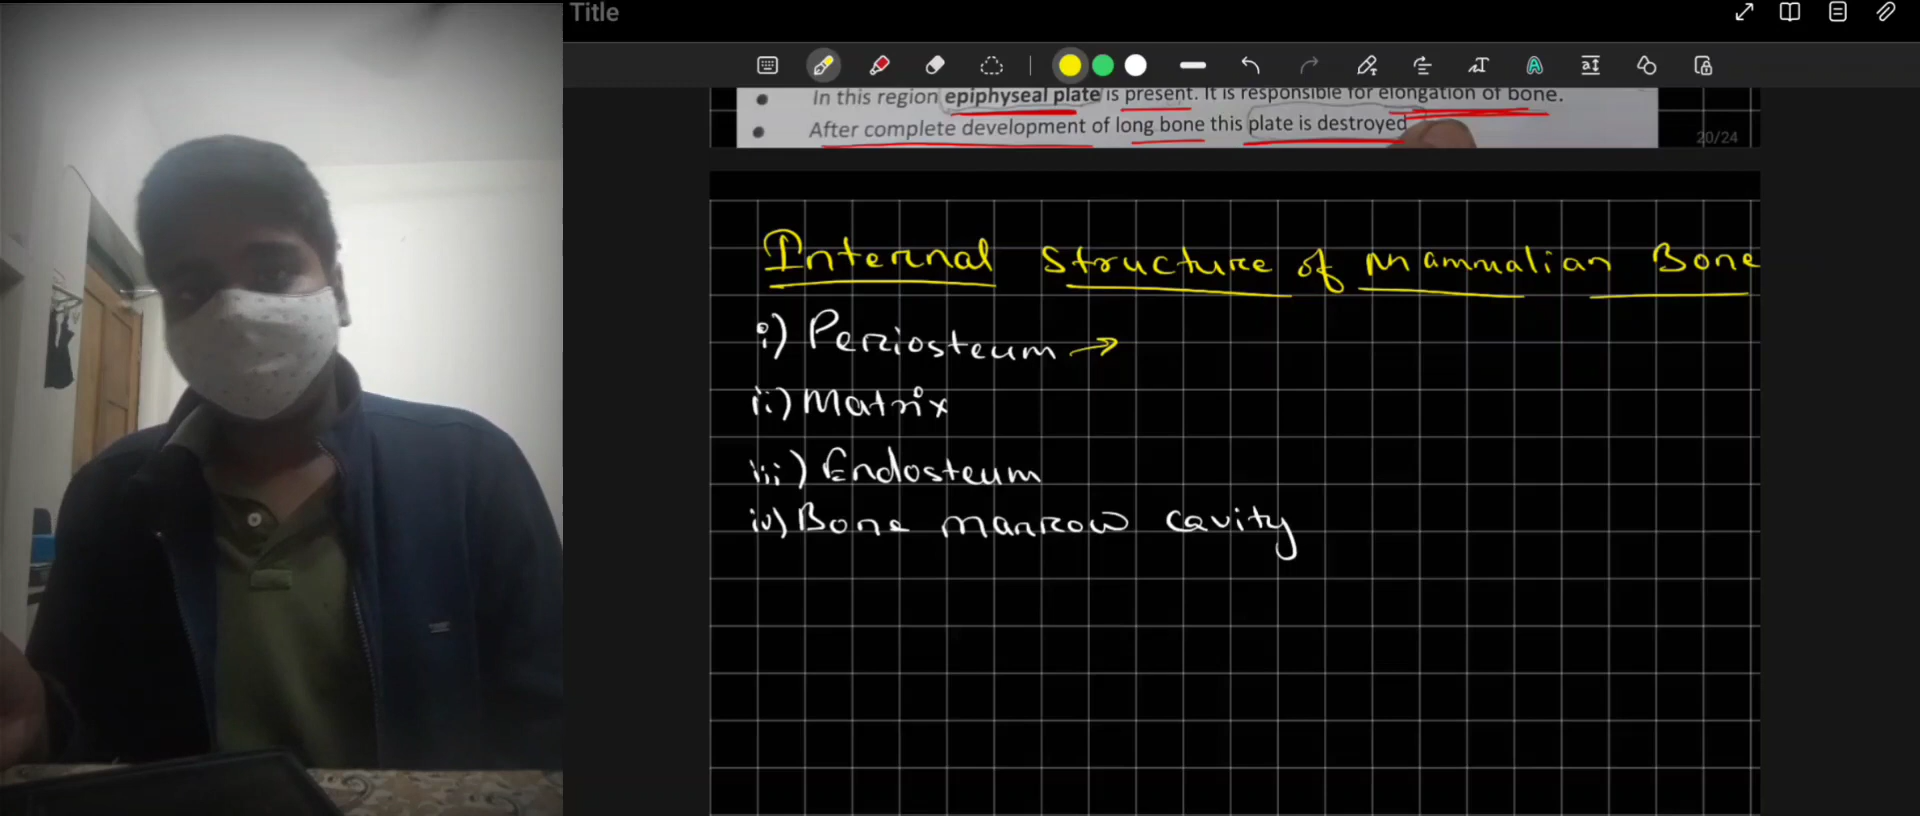 Title
In this region epiphyseal plate is present. It is responsible for elongation of bone.
After complete development of long bone this plate is destroyed
20/24
Internal Structure of Mammalian Bone
i) Periosteum →
ii) Matrix
iii) Endosteum
iv) Bone marrow cavity